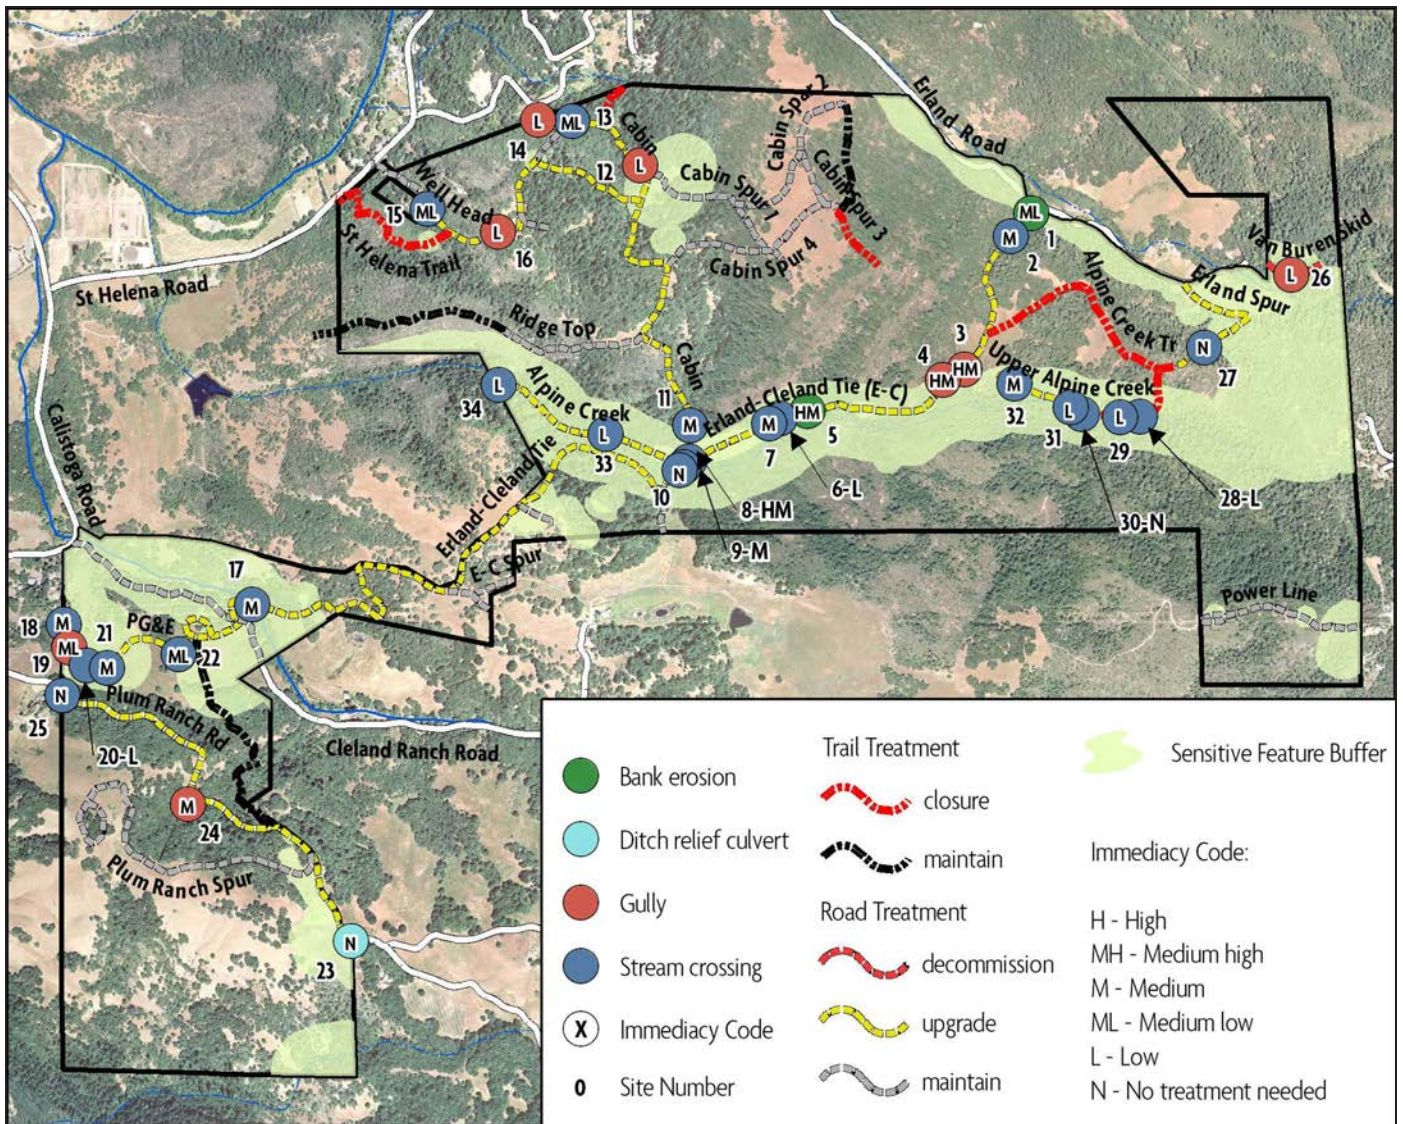 Erland Road
Cabin Spar 2
Cabin
13
L
ML
14
12
L
Cabin Spur 1
Cabin Spur 3
Cabin Spur 4
Well Head
15
ML
L
16
St Helena Trail
St Helena Road
ML
1
M
2
Van Buren Skid
L
26
Erland Spur
Alpine Creek Tr
N
27
Ridge Top
Cabin
3
4
HM
HM
Upper Alpine Creek
M
32
L
31
L
29
28-L
30-N
L
34
Alpine Creek
11
M
Erland-Cleland Tie (E-C)
HM
5
M
7
6-L
L
33
N
10
8-HM
9-M
Erland-Cleland Tie
E-C Spur
Power Line
Calistoga Road
17
M
18
M
PG&E
19
ML
21
M
ML
22
N
25
Plum Ranch Rd
20-L
Cleland Ranch Road
M
24
Plum Ranch Spur
N
23
Bank erosion
Ditch relief culvert
Gully
Stream crossing
X
Immediacy Code
0
Site Number
Trail Treatment
closure
maintain
Road Treatment
decommission
upgrade
maintain
Sensitive Feature Buffer
Immediacy Code:
H - High
MH - Medium high
M - Medium
ML - Medium low
L - Low
N - No treatment needed